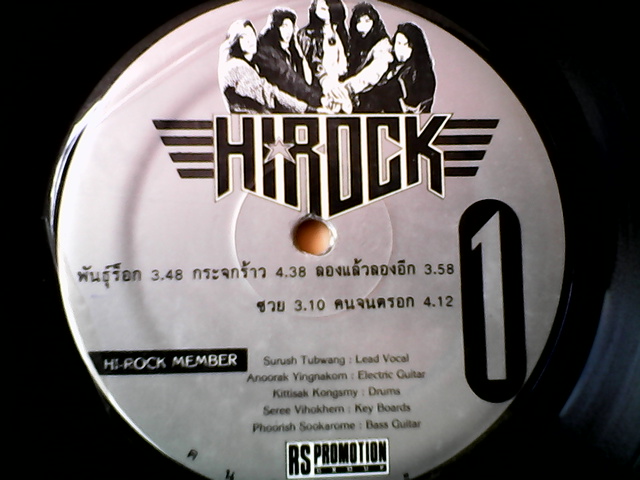 HI-ROCK
1
พันธุ์ร็อก 3.48 กระจกร้าว 4.38 ลองแล้วลองอีก 3.58
ซวย 3.10 คนจนตรอก 4.12
HI-ROCK MEMBER
Surush Tubwang : Lead Vocal
Anoorak Yingnakom : Electric Guitar
Kittisak Kongsmy : Drums
Seree Vihokhern : Key Boards
Phoorish Sookarome : Bass Guitar
RS PROMOTION
GROUP